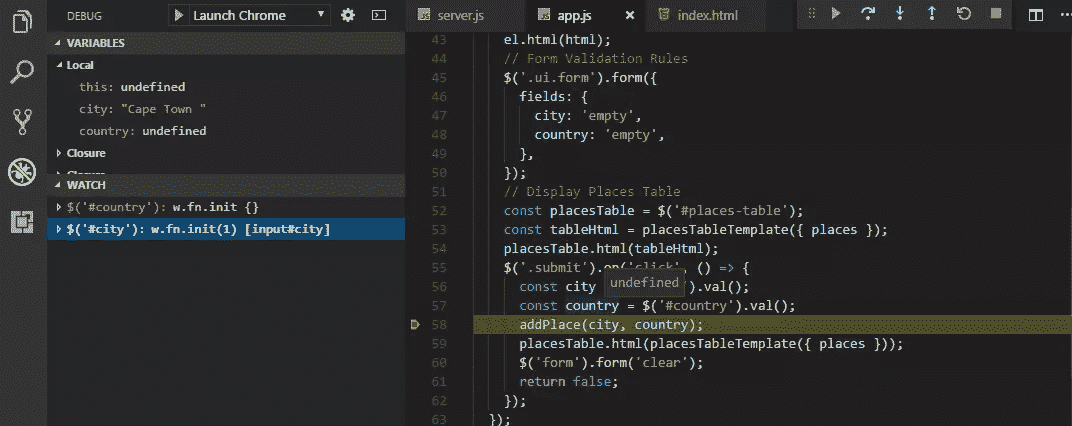 DEBUG
Launch Chrome
VARIABLES
Local
this: undefined
city: "Cape Town "
country: undefined
Closure
WATCH
$('#country'): w.fn.init {}
$('#city'): w.fn.init(1) [input#city]
server.js
app.js
index.html
43 el.html(html);
44 // Form Validation Rules
45 $('.ui.form').form({
46 fields: {
47 city: 'empty',
48 country: 'empty',
49 },
50 });
51 // Display Places Table
52 const placesTable = $('#places-table');
53 const tableHtml = placesTableTemplate({ places });
54 placesTable.html(tableHtml);
55 $('.submit').on('click', () => {
56 const city ').val();
undefined
57 const country = $('#country').val();
58 addPlace(city, country);
59 placesTable.html(placesTableTemplate({ places }));
60 $('form').form('clear');
61 return false;
62 });
63 });